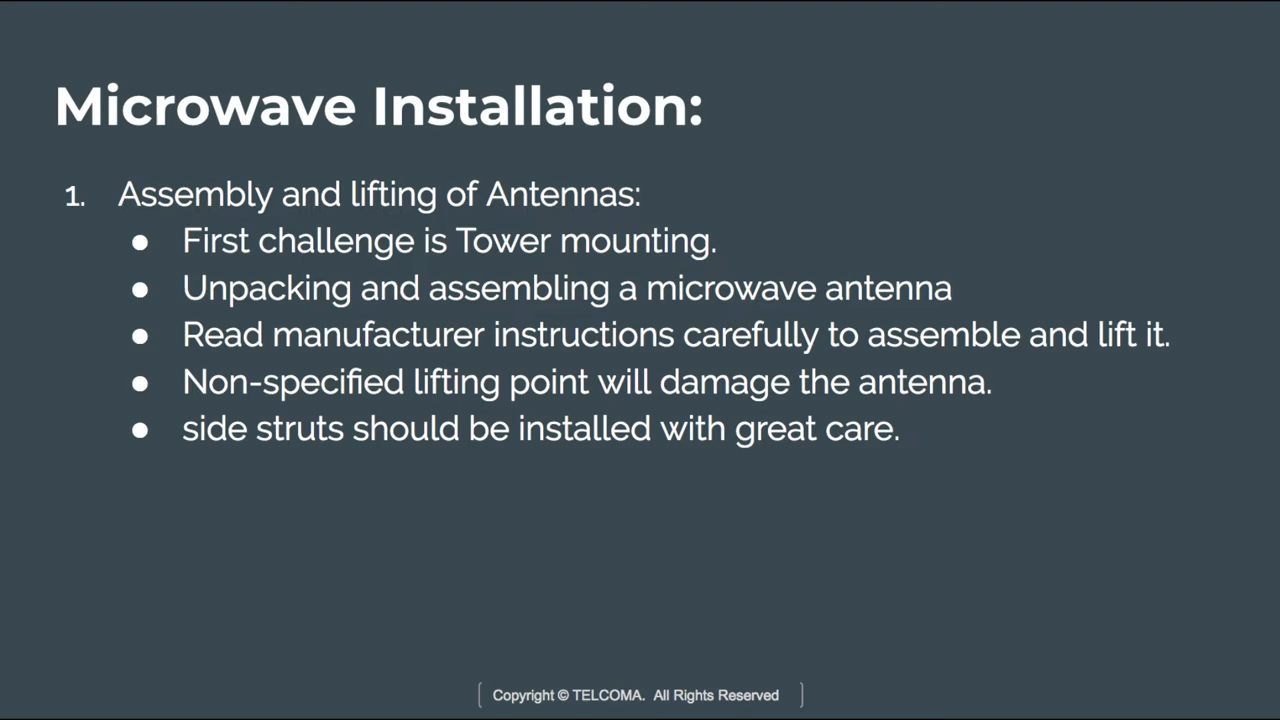 Microwave Installation:
1. Assembly and lifting of Antennas:
● First challenge is Tower mounting.
● Unpacking and assembling a microwave antenna
● Read manufacturer instructions carefully to assemble and lift it.
● Non-specified lifting point will damage the antenna.
● side struts should be installed with great care.
Copyright © TELCOMA. All Rights Reserved